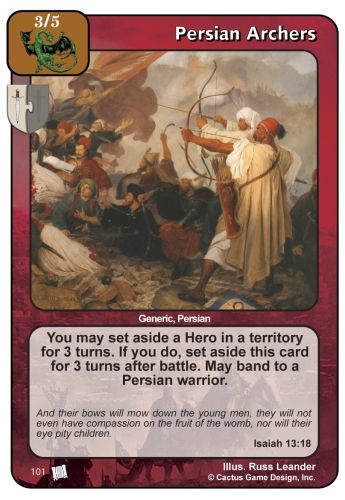 3/5
Persian Archers
Generic, Persian
You may set aside a Hero in a territory
for 3 turns. If you do, set aside this card
for 3 turns after battle. May band to a
Persian warrior.
And their bows will mow down the young men, they will not
even have compassion on the fruit of the womb, nor will their
eye pity children.
Isaiah 13:18
101
Illus. Russ Leander
© Cactus Game Design, Inc.